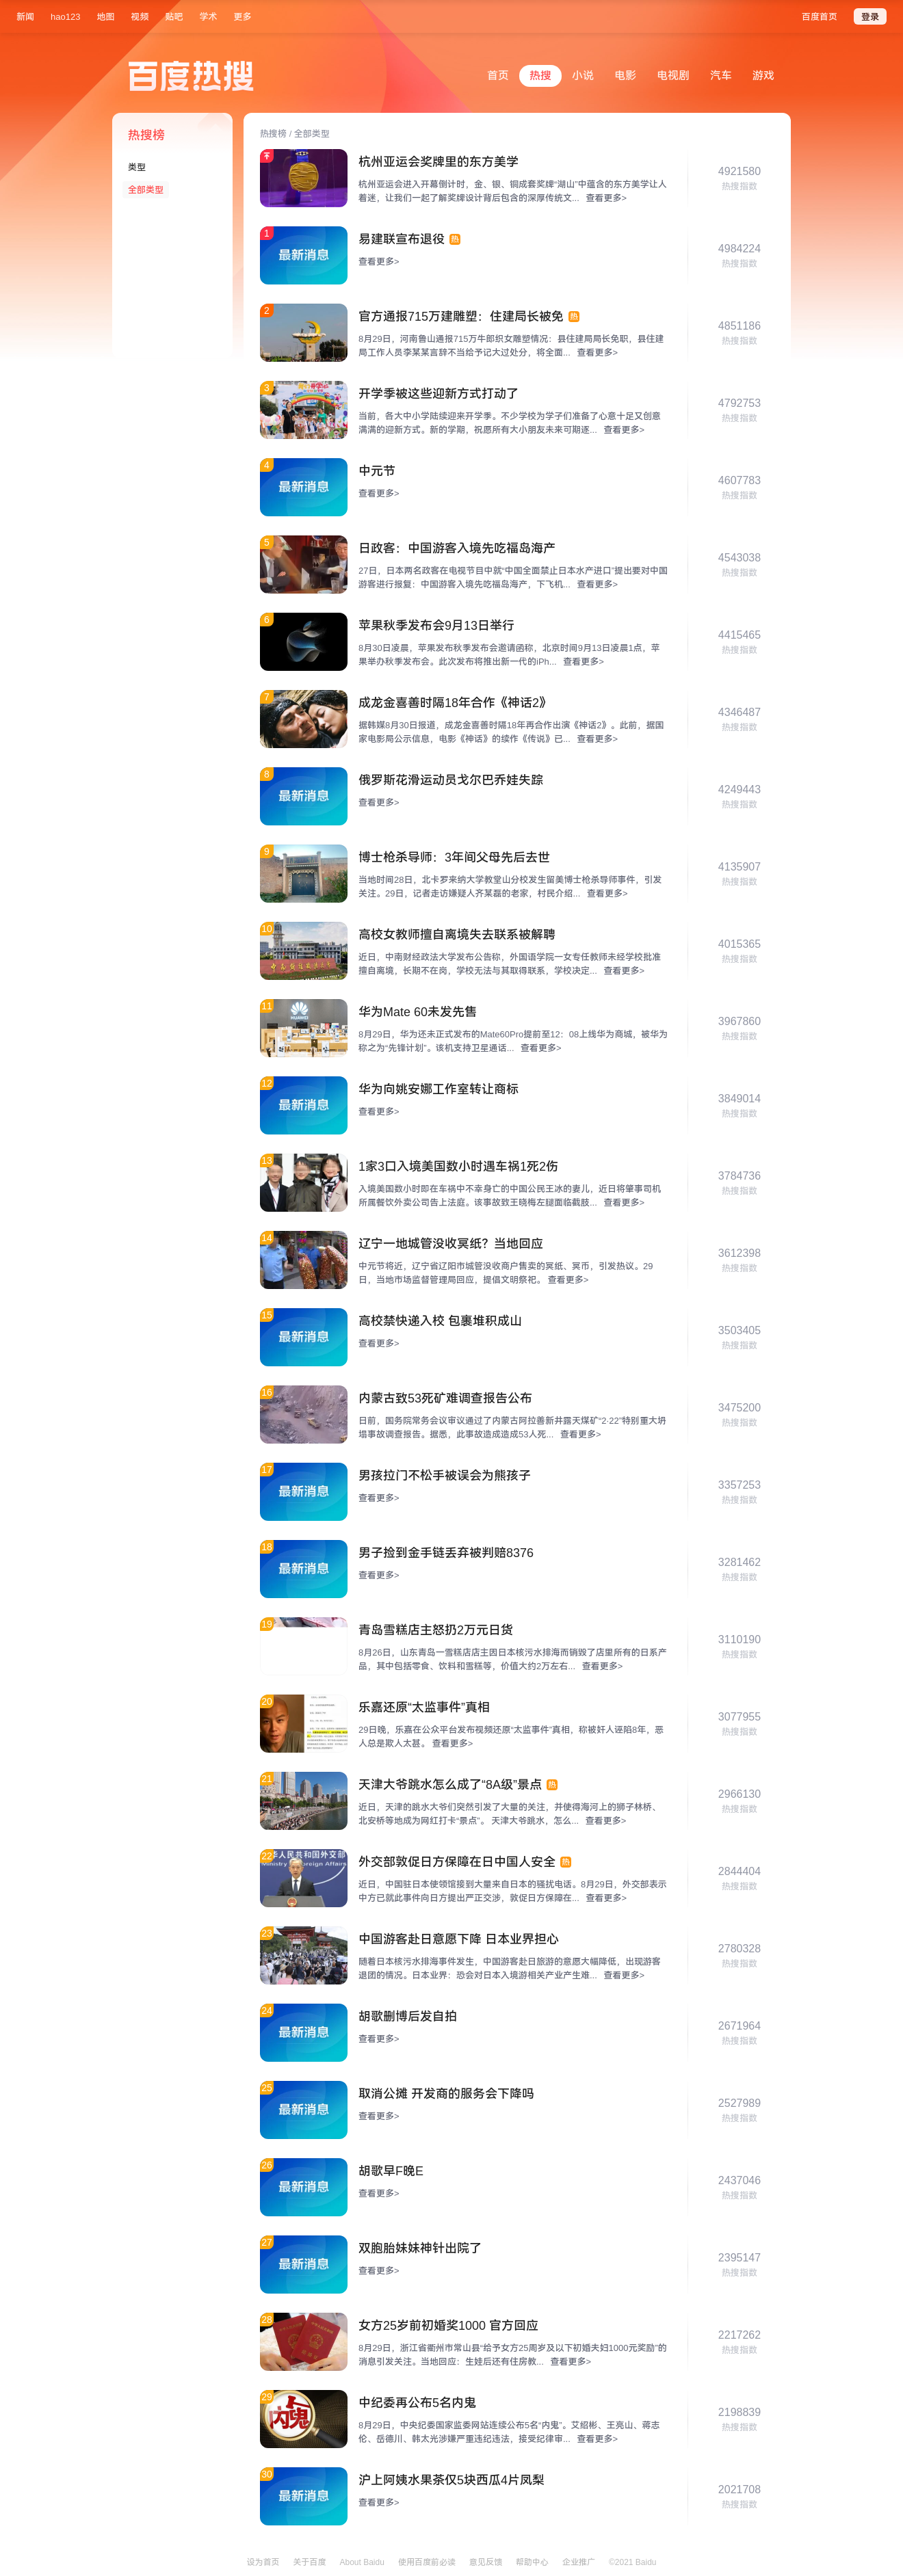 新闻 hao123 地图 视频 贴吧 学术 更多 百度首页 登录
百度热搜
首页 热搜 小说 电影 电视剧 汽车 游戏
热搜榜
类型
全部类型
热搜榜 / 全部类型
杭州亚运会奖牌里的东方美学
杭州亚运会进入开幕倒计时，金、银、铜成套奖牌“湖山”中蕴含的东方美学让人
着迷，让我们一起了解奖牌设计背后包含的深厚传统文... 查看更多>
4921580
热搜指数
1
最新消息
易建联宣布退役 热
查看更多>
4984224
热搜指数
2
官方通报715万建雕塑：住建局长被免 热
8月29日，河南鲁山通报715万牛郎织女雕塑情况：县住建局局长免职，县住建
局工作人员李某某言辞不当给予记大过处分，将全面... 查看更多>
4851186
热搜指数
3
开学季被这些迎新方式打动了
当前，各大中小学陆续迎来开学季。不少学校为学子们准备了心意十足又创意
满满的迎新方式。新的学期，祝愿所有大小朋友未来可期逐... 查看更多>
4792753
热搜指数
4
最新消息
中元节
查看更多>
4607783
热搜指数
5
日政客：中国游客入境先吃福岛海产
27日，日本两名政客在电视节目中就“中国全面禁止日本水产进口”提出要对中国
游客进行报复：中国游客入境先吃福岛海产，下飞机... 查看更多>
4543038
热搜指数
6
苹果秋季发布会9月13日举行
8月30日凌晨，苹果发布秋季发布会邀请函称，北京时间9月13日凌晨1点，苹
果举办秋季发布会。此次发布将推出新一代的iPh... 查看更多>
4415465
热搜指数
7
成龙金喜善时隔18年合作《神话2》
据韩媒8月30日报道，成龙金喜善时隔18年再合作出演《神话2》。此前，据国
家电影局公示信息，电影《神话》的续作《传说》已... 查看更多>
4346487
热搜指数
8
最新消息
俄罗斯花滑运动员戈尔巴乔娃失踪
查看更多>
4249443
热搜指数
9
博士枪杀导师：3年间父母先后去世
当地时间28日，北卡罗来纳大学教堂山分校发生留美博士枪杀导师事件，引发
关注。29日，记者走访嫌疑人齐某磊的老家，村民介绍... 查看更多>
4135907
热搜指数
10
高校女教师擅自离境失去联系被解聘
近日，中南财经政法大学发布公告称，外国语学院一女专任教师未经学校批准
擅自离境，长期不在岗，学校无法与其取得联系，学校决定... 查看更多>
4015365
热搜指数
11
HUAWEI
华为Mate 60未发先售
8月29日，华为还未正式发布的Mate60Pro提前至12：08上线华为商城，被华为
称之为“先锋计划”。该机支持卫星通话... 查看更多>
3967860
热搜指数
12
最新消息
华为向姚安娜工作室转让商标
查看更多>
3849014
热搜指数
13
1家3口入境美国数小时遇车祸1死2伤
入境美国数小时即在车祸中不幸身亡的中国公民王冰的妻儿，近日将肇事司机
所属餐饮外卖公司告上法庭。该事故致王晓梅左腿面临截肢... 查看更多>
3784736
热搜指数
14
辽宁一地城管没收冥纸？当地回应
中元节将近，辽宁省辽阳市城管没收商户售卖的冥纸、冥币，引发热议。29
日，当地市场监督管理局回应，提倡文明祭祀。 查看更多>
3612398
热搜指数
15
最新消息
高校禁快递入校 包裹堆积成山
查看更多>
3503405
热搜指数
16
内蒙古致53死矿难调查报告公布
日前，国务院常务会议审议通过了内蒙古阿拉善新井露天煤矿“2·22”特别重大坍
塌事故调查报告。据悉，此事故造成造成53人死... 查看更多>
3475200
热搜指数
17
最新消息
男孩拉门不松手被误会为熊孩子
查看更多>
3357253
热搜指数
18
最新消息
男子捡到金手链丢弃被判赔8376
查看更多>
3281462
热搜指数
19
青岛雪糕店主怒扔2万元日货
8月26日，山东青岛一雪糕店店主因日本核污水排海而销毁了店里所有的日系产
品，其中包括零食、饮料和雪糕等，价值大约2万左右... 查看更多>
3110190
热搜指数
20
乐嘉还原“太监事件”真相
29日晚，乐嘉在公众平台发布视频还原“太监事件”真相，称被奸人诬陷8年，恶
人总是欺人太甚。 查看更多>
3077955
热搜指数
21
天津大爷跳水怎么成了“8A级”景点 热
近日，天津的跳水大爷们突然引发了大量的关注，并使得海河上的狮子林桥、
北安桥等地成为网红打卡“景点”。 天津大爷跳水，怎么... 查看更多>
2966130
热搜指数
22
外交部敦促日方保障在日中国人安全 热
近日，中国驻日本使领馆接到大量来自日本的骚扰电话。8月29日，外交部表示
中方已就此事件向日方提出严正交涉，敦促日方保障在... 查看更多>
2844404
热搜指数
23
中国游客赴日意愿下降 日本业界担心
随着日本核污水排海事件发生，中国游客赴日旅游的意愿大幅降低，出现游客
退团的情况。日本业界：恐会对日本入境游相关产业产生难... 查看更多>
2780328
热搜指数
24
最新消息
胡歌删博后发自拍
查看更多>
2671964
热搜指数
25
最新消息
取消公摊 开发商的服务会下降吗
查看更多>
2527989
热搜指数
26
最新消息
胡歌早F晚E
查看更多>
2437046
热搜指数
27
最新消息
双胞胎妹妹神针出院了
查看更多>
2395147
热搜指数
28
女方25岁前初婚奖1000 官方回应
8月29日，浙江省衢州市常山县“给予女方25周岁及以下初婚夫妇1000元奖励”的
消息引发关注。当地回应：生娃后还有住房教... 查看更多>
2217262
热搜指数
29
内鬼
中纪委再公布5名内鬼
8月29日，中央纪委国家监委网站连续公布5名“内鬼”。艾绍彬、王亮山、蒋志
伦、岳德川、韩太光涉嫌严重违纪违法，接受纪律审... 查看更多>
2198839
热搜指数
30
最新消息
沪上阿姨水果茶仅5块西瓜4片凤梨
查看更多>
2021708
热搜指数
设为首页 关于百度 About Baidu 使用百度前必读 意见反馈 帮助中心 企业推广 ©2021 Baidu